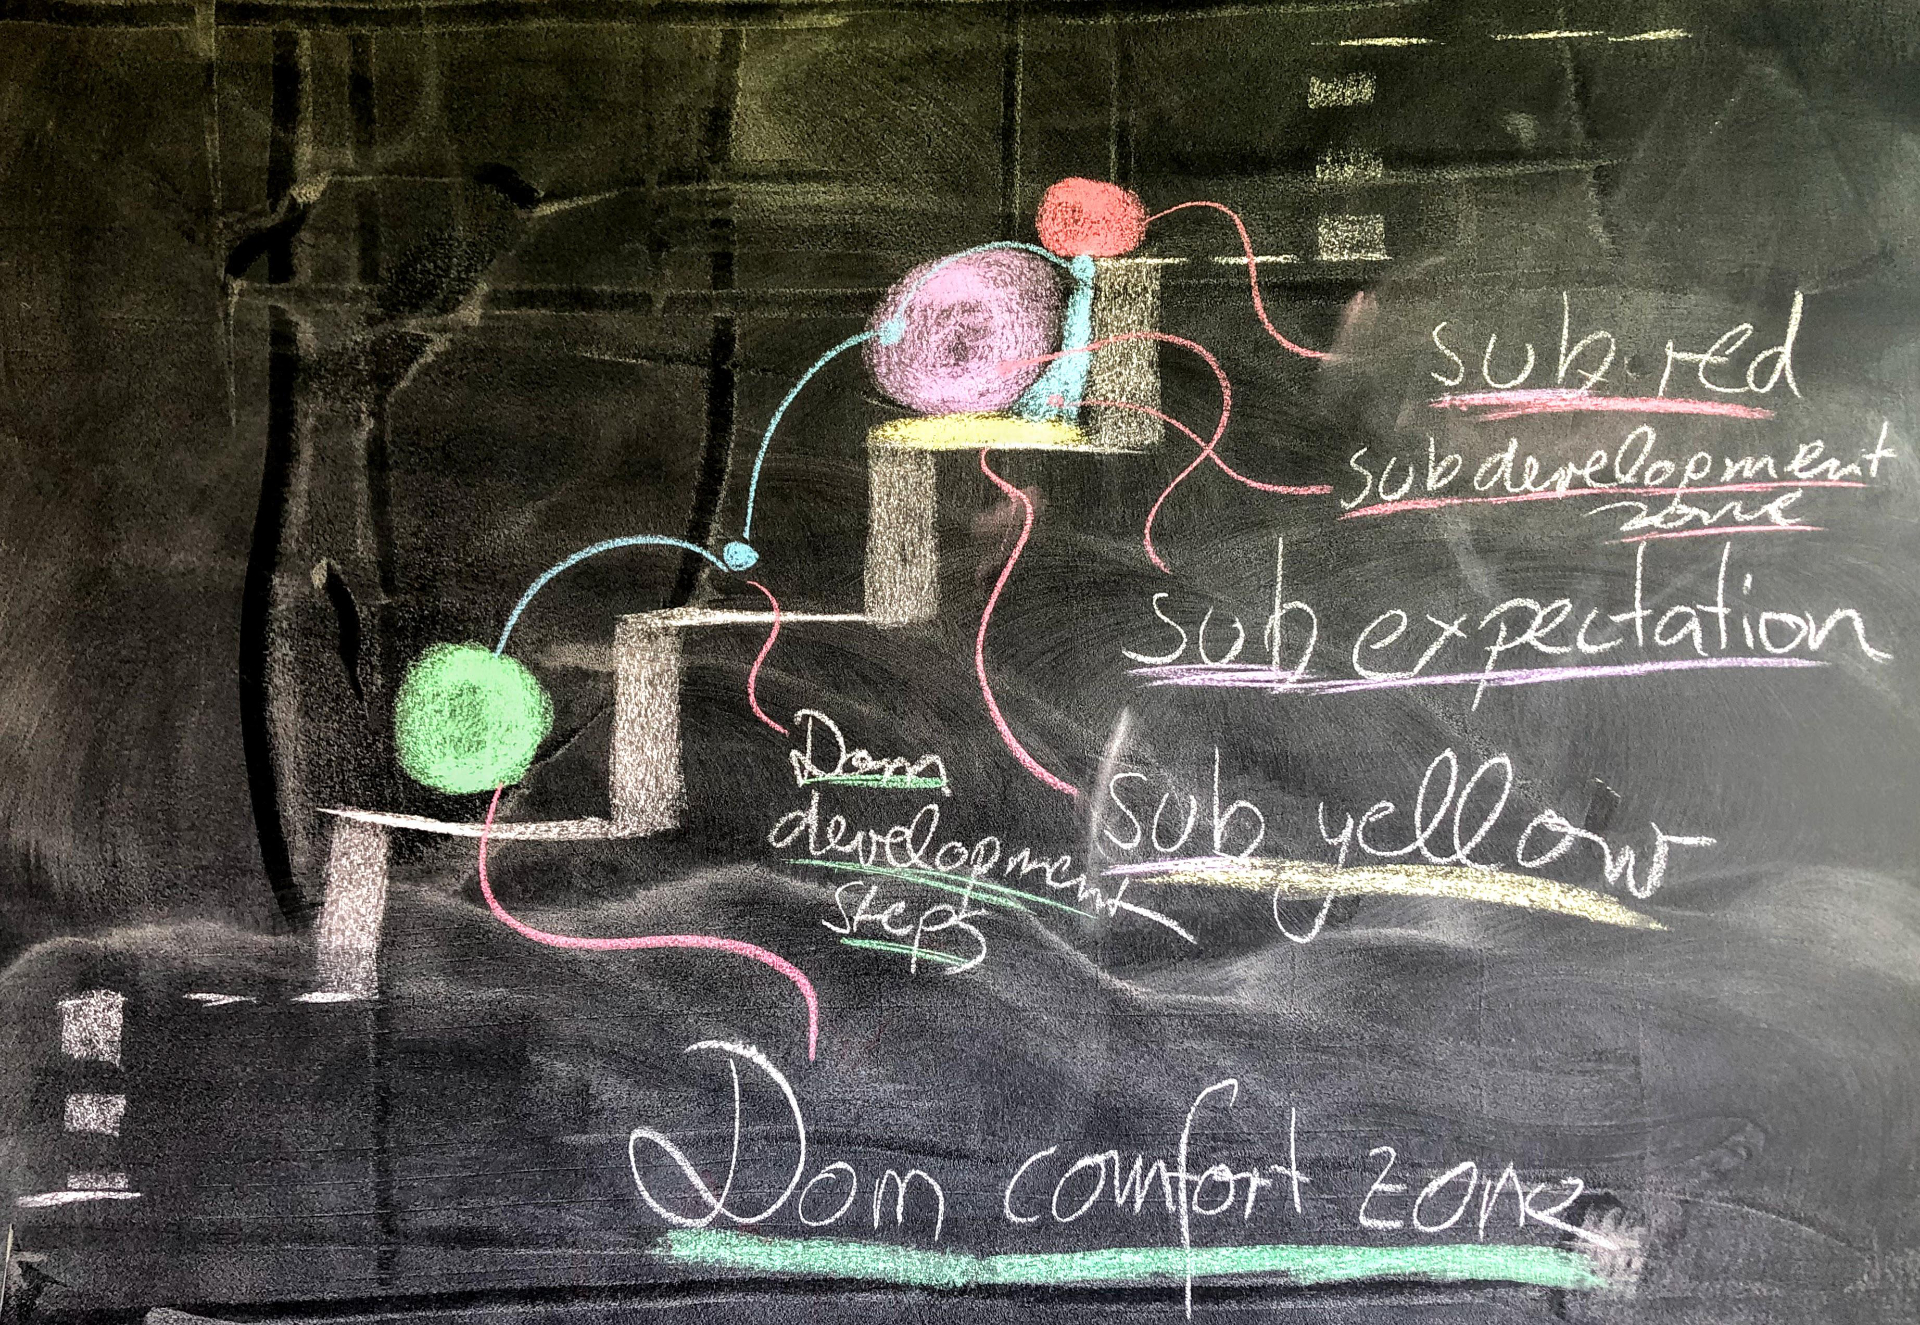 sub red
sub development
zone
sub expectation
Dom
development
steps
sub yellow
Dom comfort zone